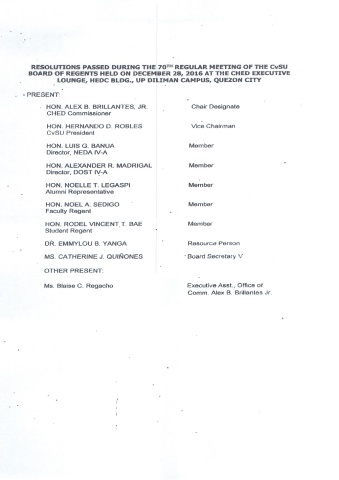 RESOLUTIONS PASSED DURING THE 70TH REGULAR MEETING OF THE CvSU
BOARD OF REGENTS HELD ON DECEMBER 28, 2016 AT THE CHED EXECUTIVE
LOUNGE, HEDC BLDG., UP DILIMAN CAMPUS, QUEZON CITY
PRESENT:
HON. ALEX B. BRILLANTES, JR. Chair Designate
CHED Commissioner
HON. HERNANDO D. ROBLES Vice Chairman
CvSU President
HON. LUIS G. BANUA Member
Director, NEDA IV-A
HON. ALEXANDER R. MADRIGAL Member
Director, DOST IV-A
HON. NOELLE T. LEGASPI Member
Alumni Representative
HON. NOEL A. SEDIGO Member
Faculty Regent
HON. RODEL VINCENT T. BAE Member
Student Regent
DR. EMMYLOU B. YANGA Resource Person
MS. CATHERINE J. QUIÑONES Board Secretary V
OTHER PRESENT:
Ms. Blaise C. Regacho Executive Asst., Office of
Comm. Alex B. Brillantes Jr.